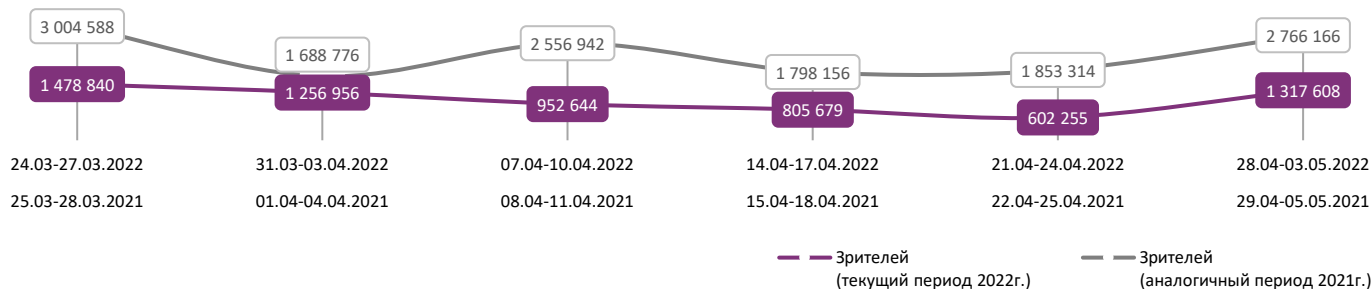 3 004 588
1 688 776
2 556 942
1 798 156
1 853 314
2 766 166
1 478 840
1 256 956
952 644
805 679
602 255
1 317 608
24.03-27.03.2022
31.03-03.04.2022
07.04-10.04.2022
14.04-17.04.2022
21.04-24.04.2022
28.04-03.05.2022
25.03-28.03.2021
01.04-04.04.2021
08.04-11.04.2021
15.04-18.04.2021
22.04-25.04.2021
29.04-05.05.2021
Зрителей
(текущий период 2022г.)
Зрителей
(аналогичный период 2021г.)